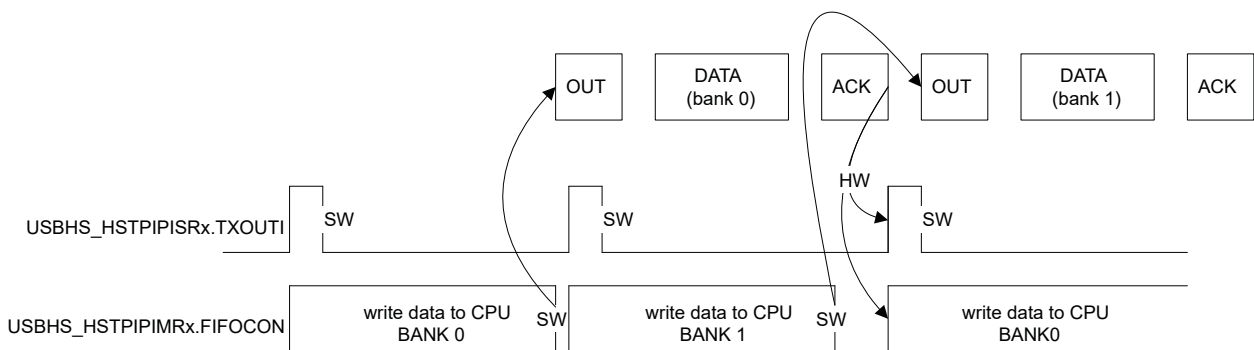 OUT
DATA
(bank 0)
ACK
OUT
DATA
(bank 1)
ACK
HW
USBHS_HSTPIPISRx.TXOUTI
SW
SW
SW
USBHS_HSTPIPIMRx.FIFOCON
write data to CPU
BANK 0
SW
write data to CPU
BANK 1
SW
write data to CPU
BANK0